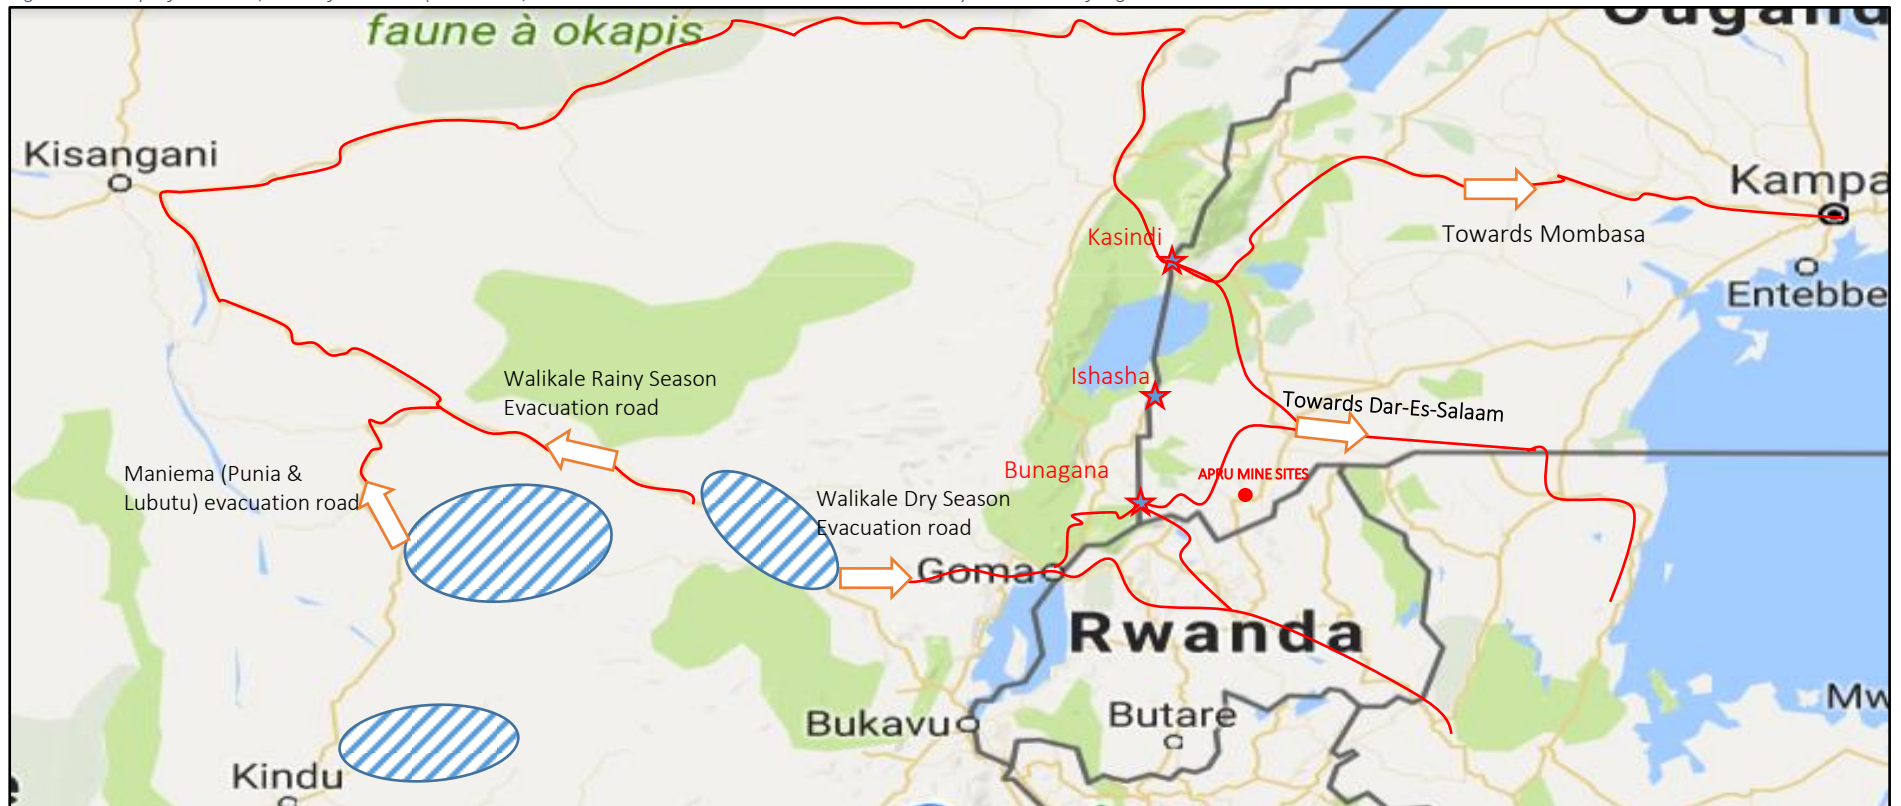 faune à okapis
Kisangani
Kasindi
Towards Mombasa
Entebbe
Ishasha
Walikale Rainy Season
Evacuation road
Towards Dar-Es-Salaam
Bunagana
APRU MINE SITES
Maniema (Punia &
Lubutu) evacuation road
Walikale Dry Season
Evacuation road
Goma
Rwanda
Bukavu
Butare
Kindu